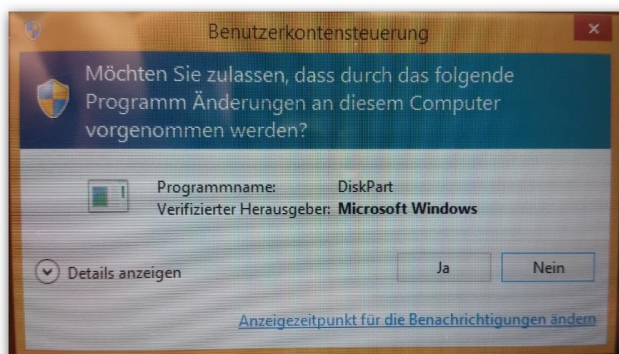 Benutzerkontensteuerung
Möchten Sie zulassen, dass durch das folgende
Programm Änderungen an diesem Computer
vorgenommen werden?
Programmname: DiskPart
Verifizierter Herausgeber: Microsoft Windows
Details anzeigen
Ja
Nein
Anzeigezeitpunkt für die Benachrichtigungen ändern